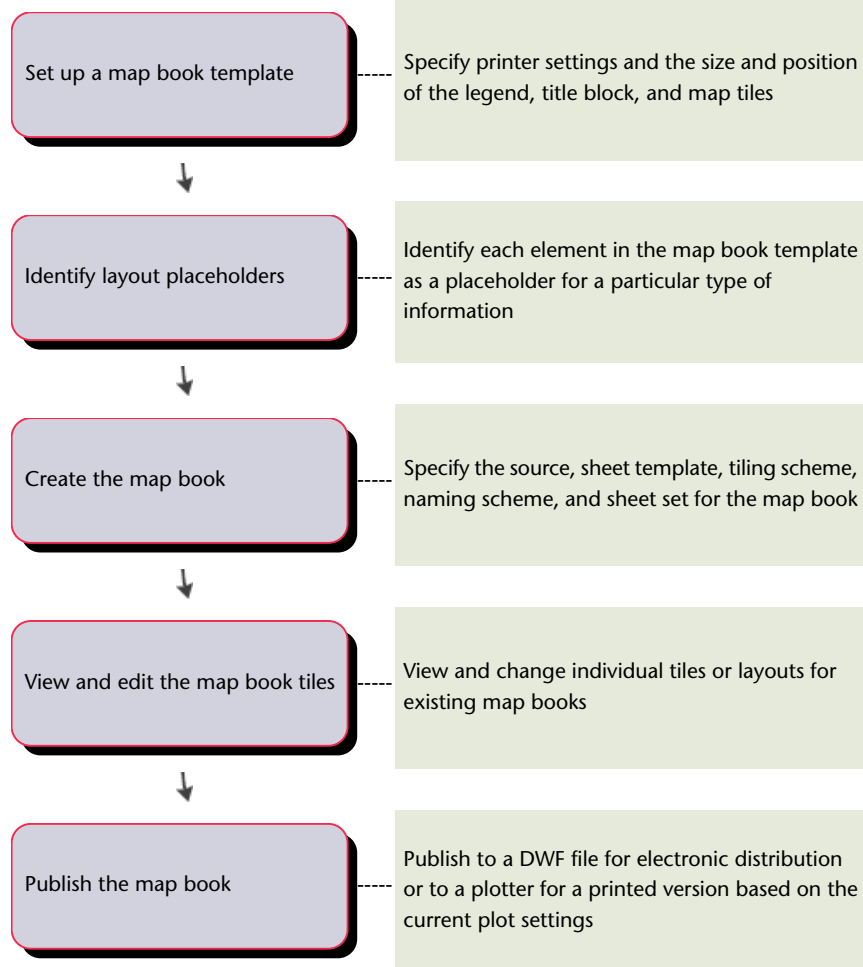 Set up a map book template
Specify printer settings and the size and position
of the legend, title block, and map tiles
Identify layout placeholders
Identify each element in the map book template
as a placeholder for a particular type of
information
Create the map book
Specify the source, sheet template, tiling scheme,
naming scheme, and sheet set for the map book
View and edit the map book tiles
View and change individual tiles or layouts for
existing map books
Publish the map book
Publish to a DWF file for electronic distribution
or to a plotter for a printed version based on the
current plot settings